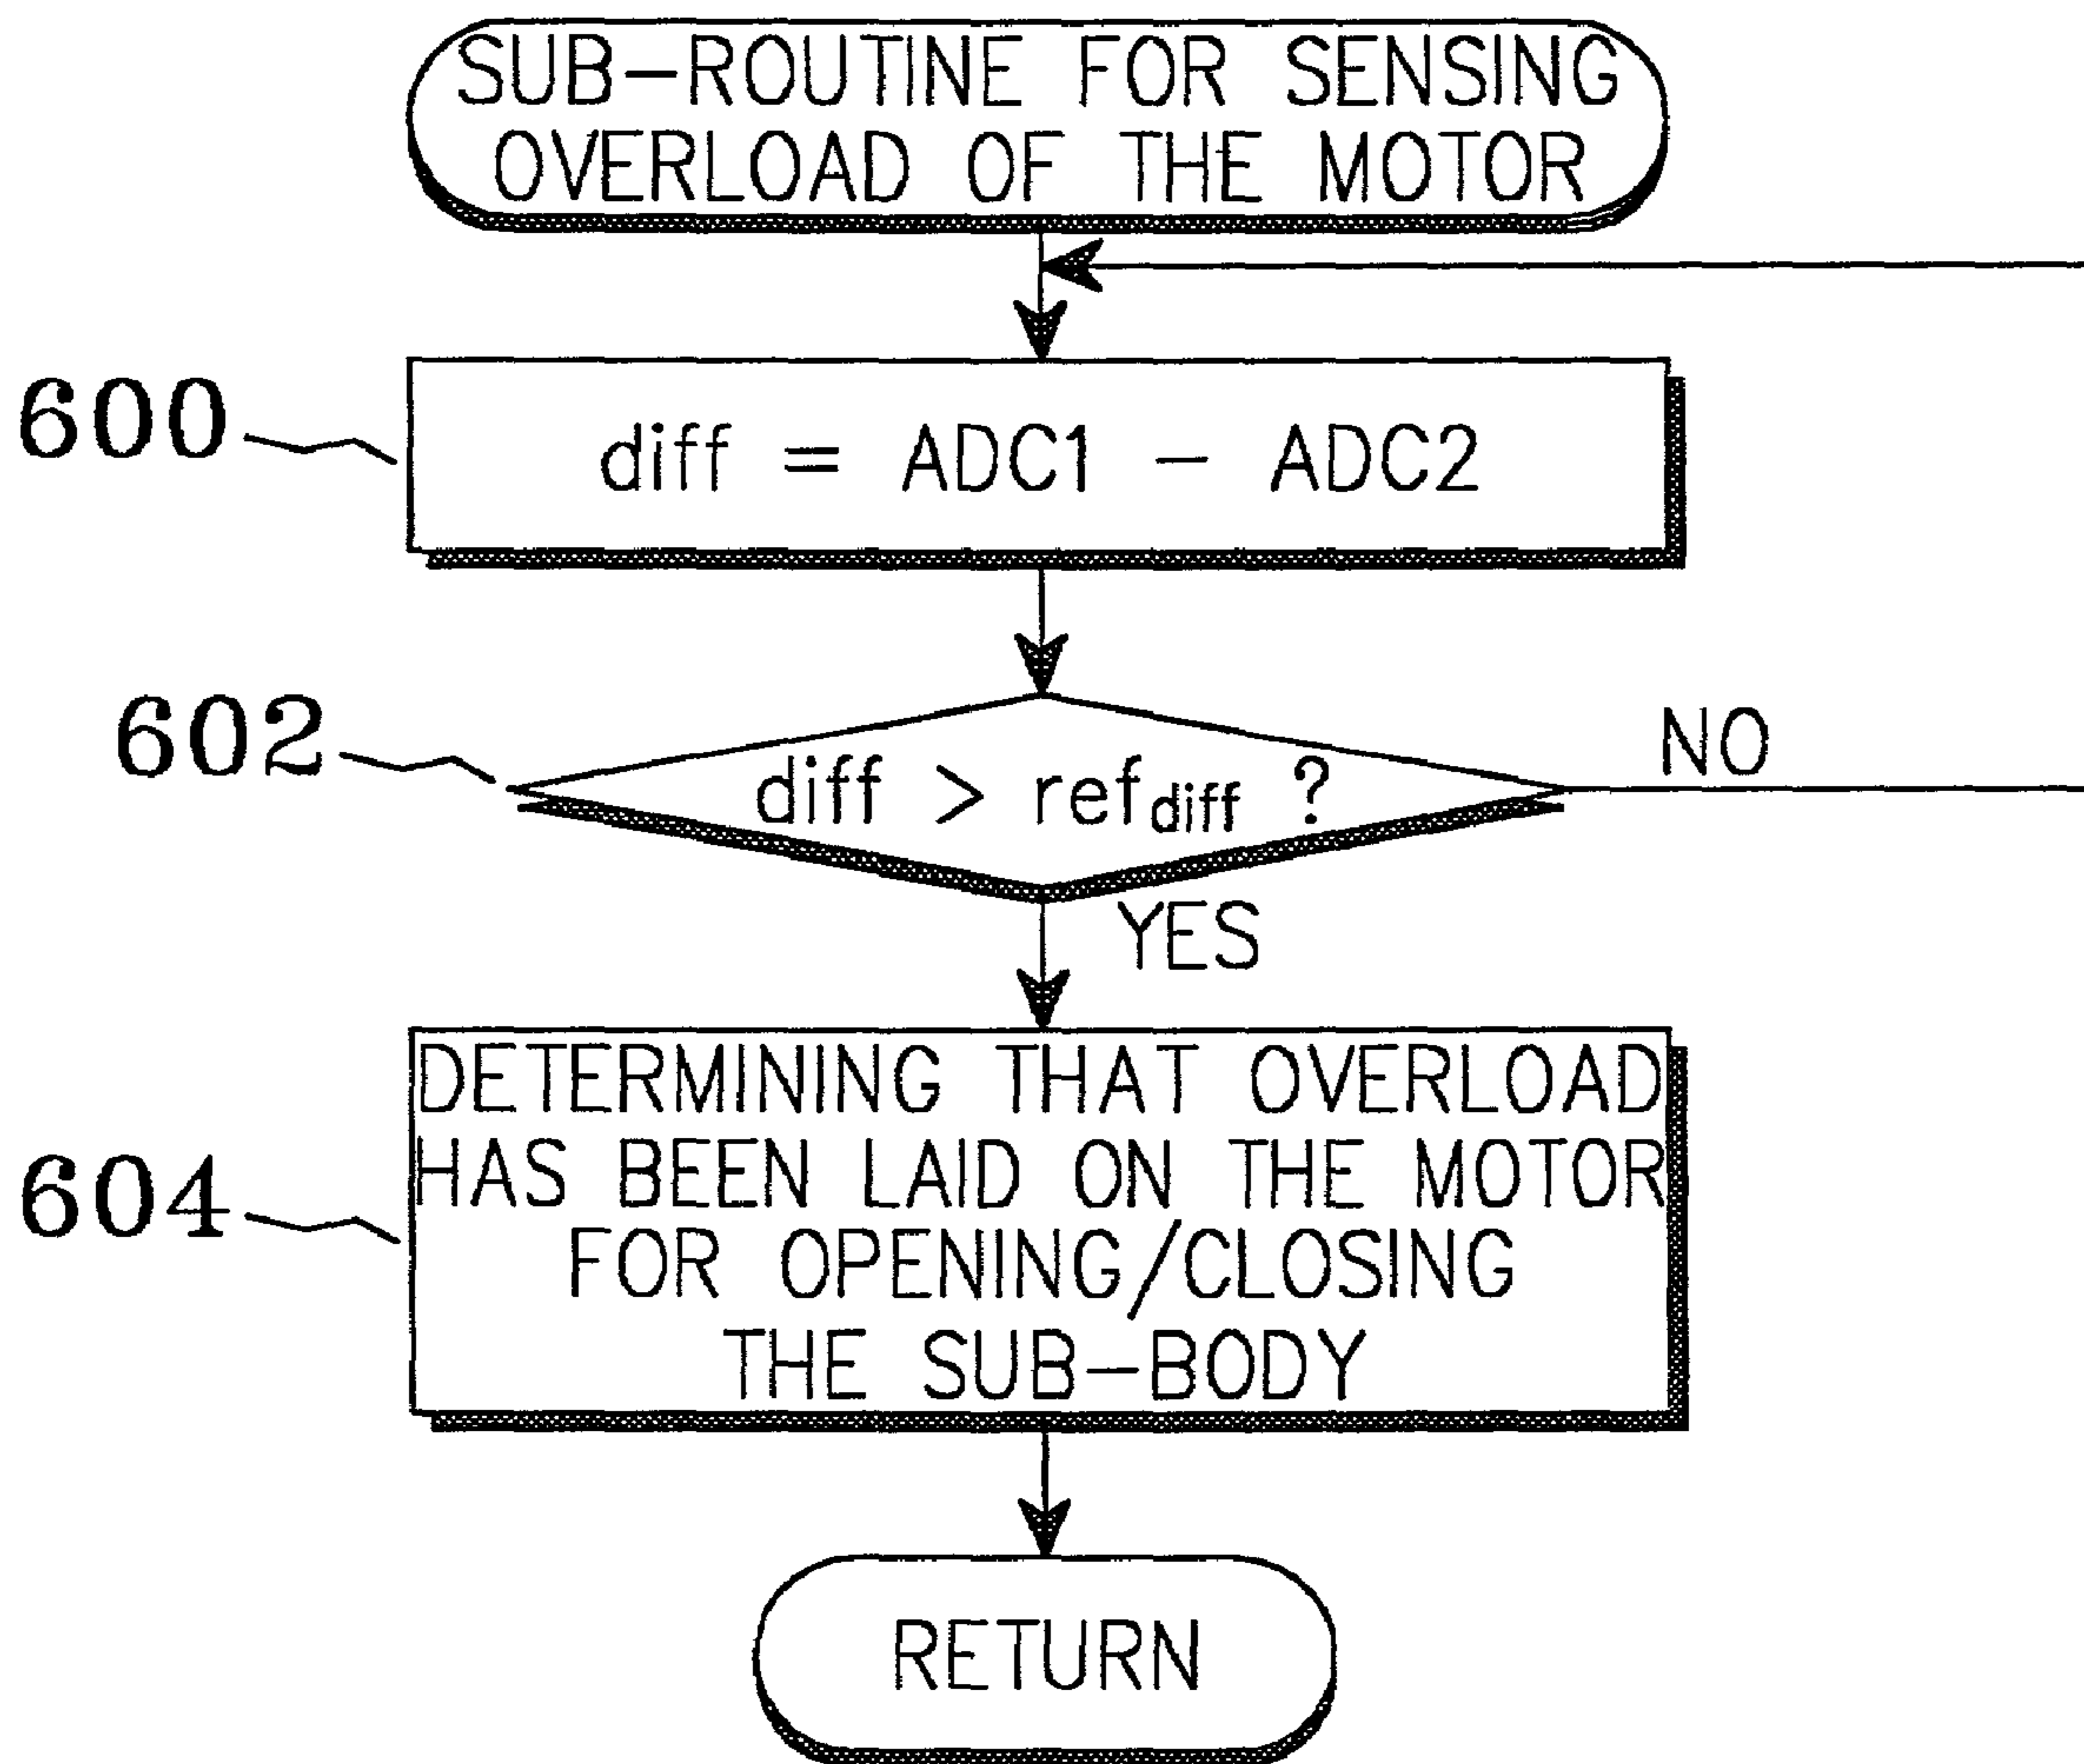 SUB-ROUTINE FOR SENSING
OVERLOAD OF THE MOTOR
600
diff = ADC1 - ADC2
602
diff > ref_diff ?
NO
YES
604
DETERMINING THAT OVERLOAD
HAS BEEN LAID ON THE MOTOR
FOR OPENING/CLOSING
THE SUB-BODY
RETURN